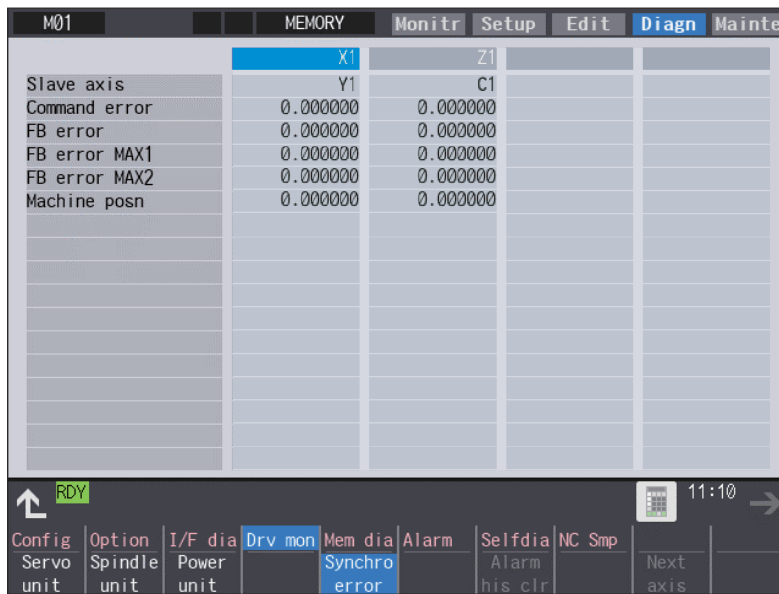 MØ1 MEMORY Monitr Setup Edit Diagn Mainte
X1 Z1
Slave axis Y1 C1
Command error 0.000000 0.000000
FB error 0.000000 0.000000
FB error MAX1 0.000000 0.000000
FB error MAX2 0.000000 0.000000
Machine posn 0.000000 0.000000
RDY 11:10
Config Option I/F dia Drv mon Mem dia Alarm Selfdia NC Smp
Servo Spindle Power Synchro Alarm Next
unit unit unit error his clr axis